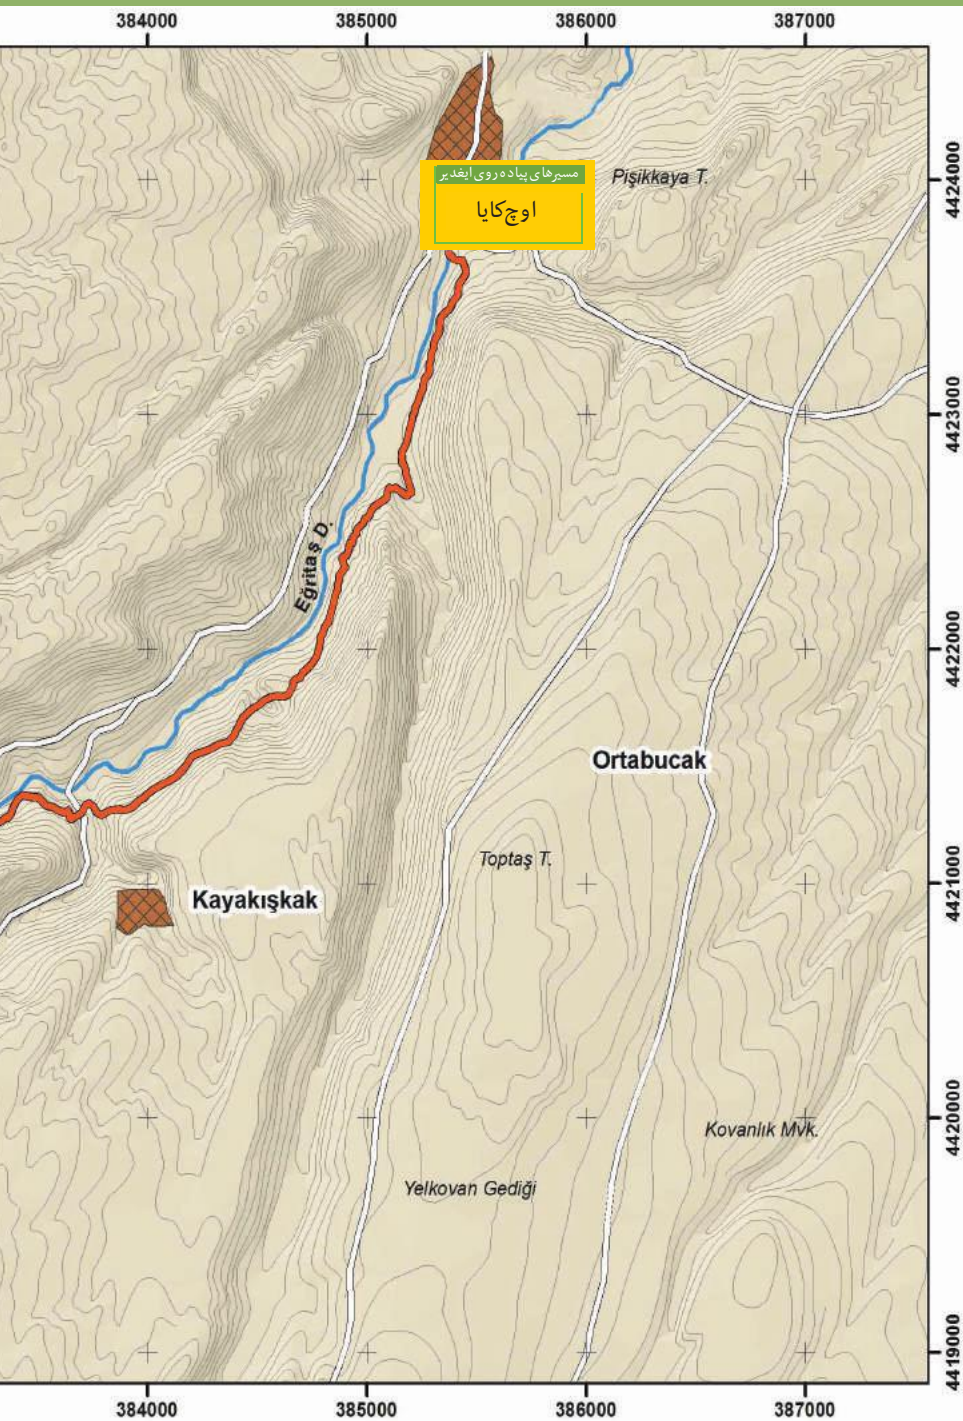 384000 385000 386000 387000
4424000
Pişikkaya T.
مسیرهای پیاده‌روی ایغدیر
اوچ‌کایا
4423000
Eğritaş D.
4422000
Ortabucak
Toptaş T.
4421000
Kayakışkak
4420000
Kovanlık Mvk.
Yelkovan Gediği
4419000
384000 385000 386000 387000